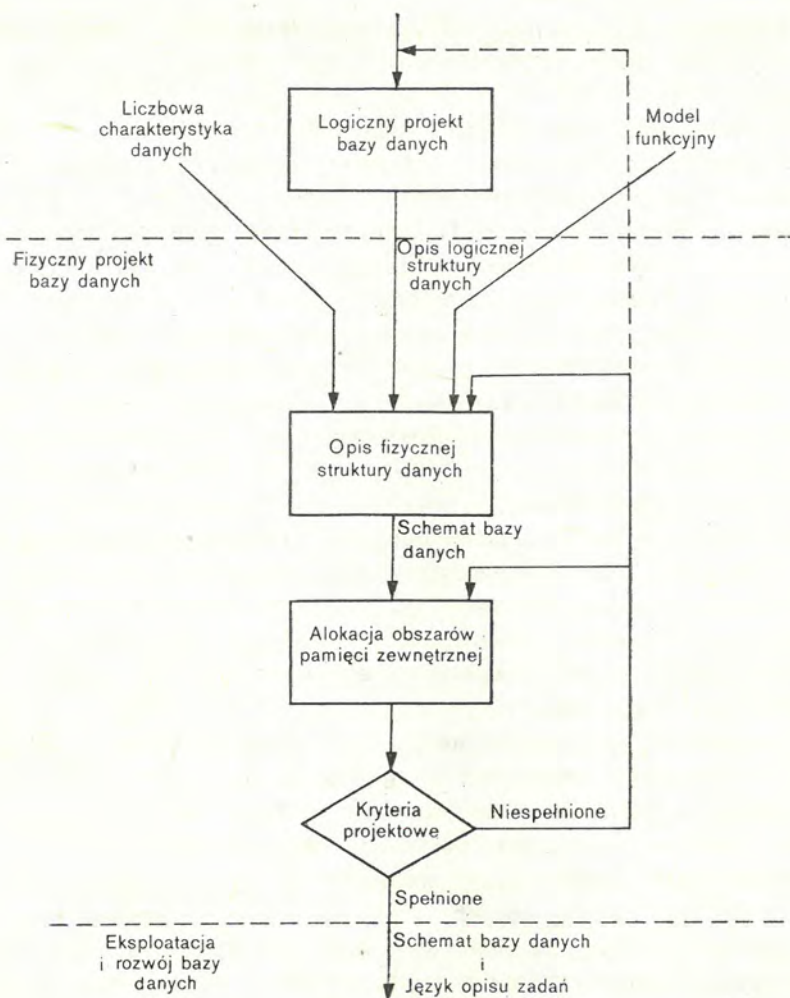 Liczbowa
charakterystyka
danych
Logiczny projekt
bazy danych
Model
funkcyjny
Fizyczny projekt
bazy danych
Opis logicznej
struktury
danych
Opis fizycznej
struktury danych
Schemat bazy
danych
Alokacja obszarów
pamięci zewnętrznej
Kryteria
projektowe
Niespełnione
Spełnione
Eksploatacja
i rozwój bazy
danych
Schemat bazy danych
i
Język opisu zadań